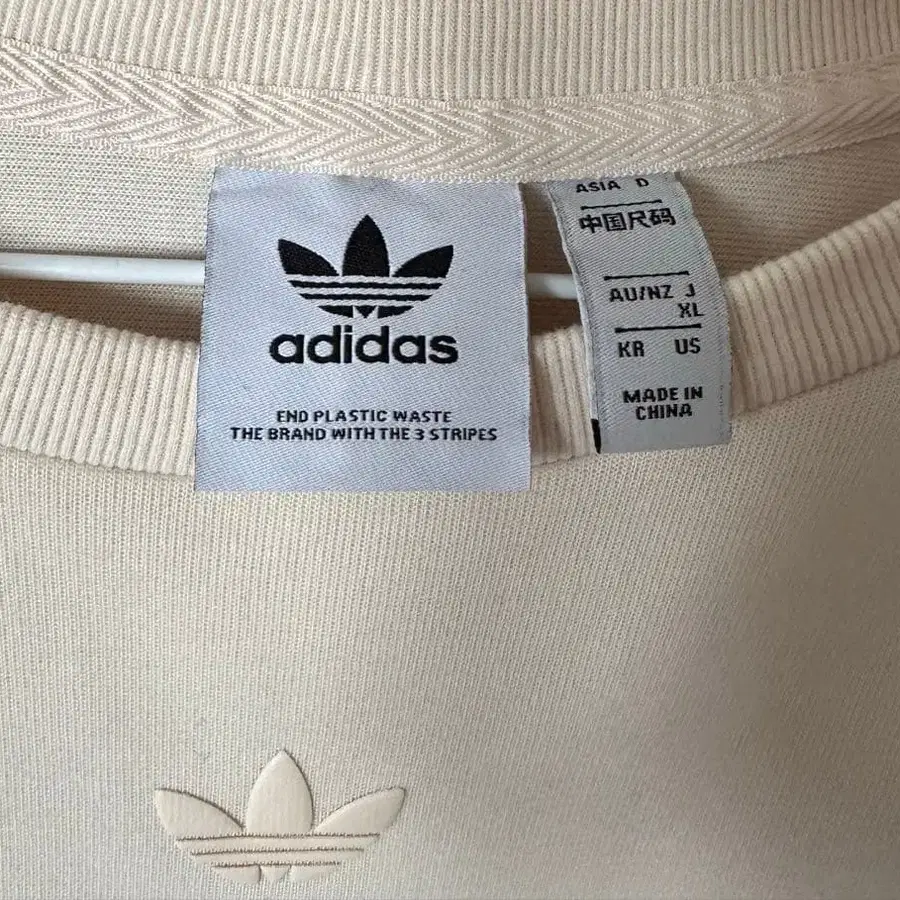 adidas
END PLASTIC WASTE
THE BRAND WITH THE 3 STRIPES
ASIA D
中国尺码
AU/NZ J
XL
KR US
MADE IN
CHINA